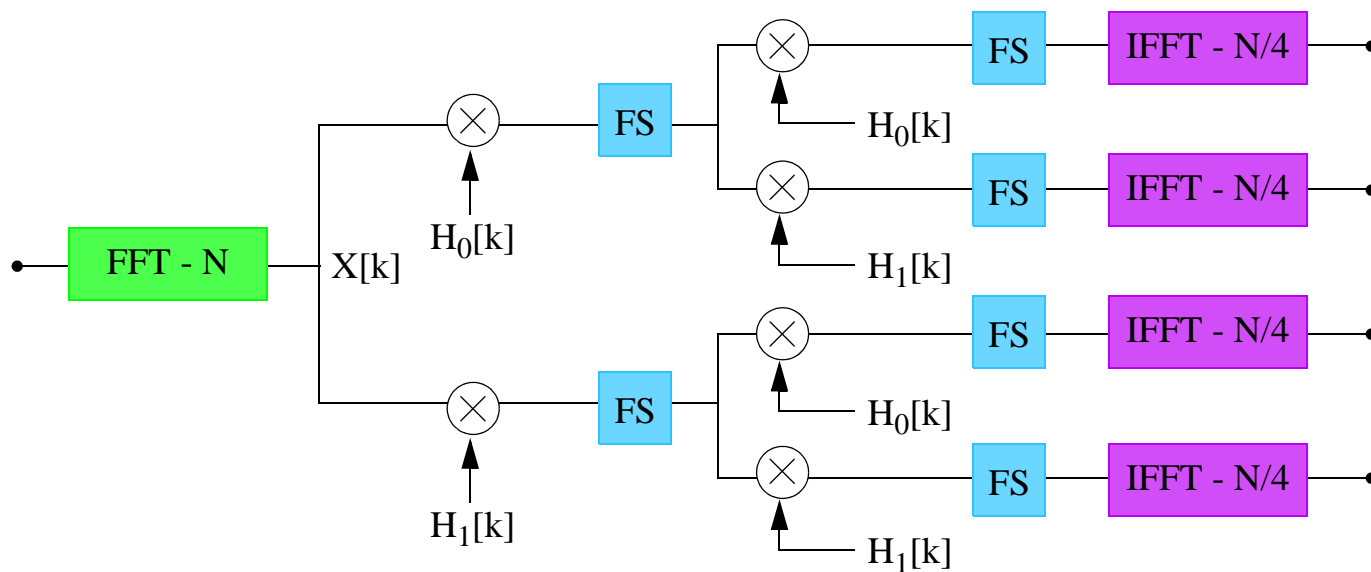 FS
IFFT - N/4
H0[k]
FS
FS
IFFT - N/4
H0[k]
H1[k]
FFT - N
X[k]
FS
IFFT - N/4
FS
H0[k]
FS
IFFT - N/4
H1[k]
H1[k]